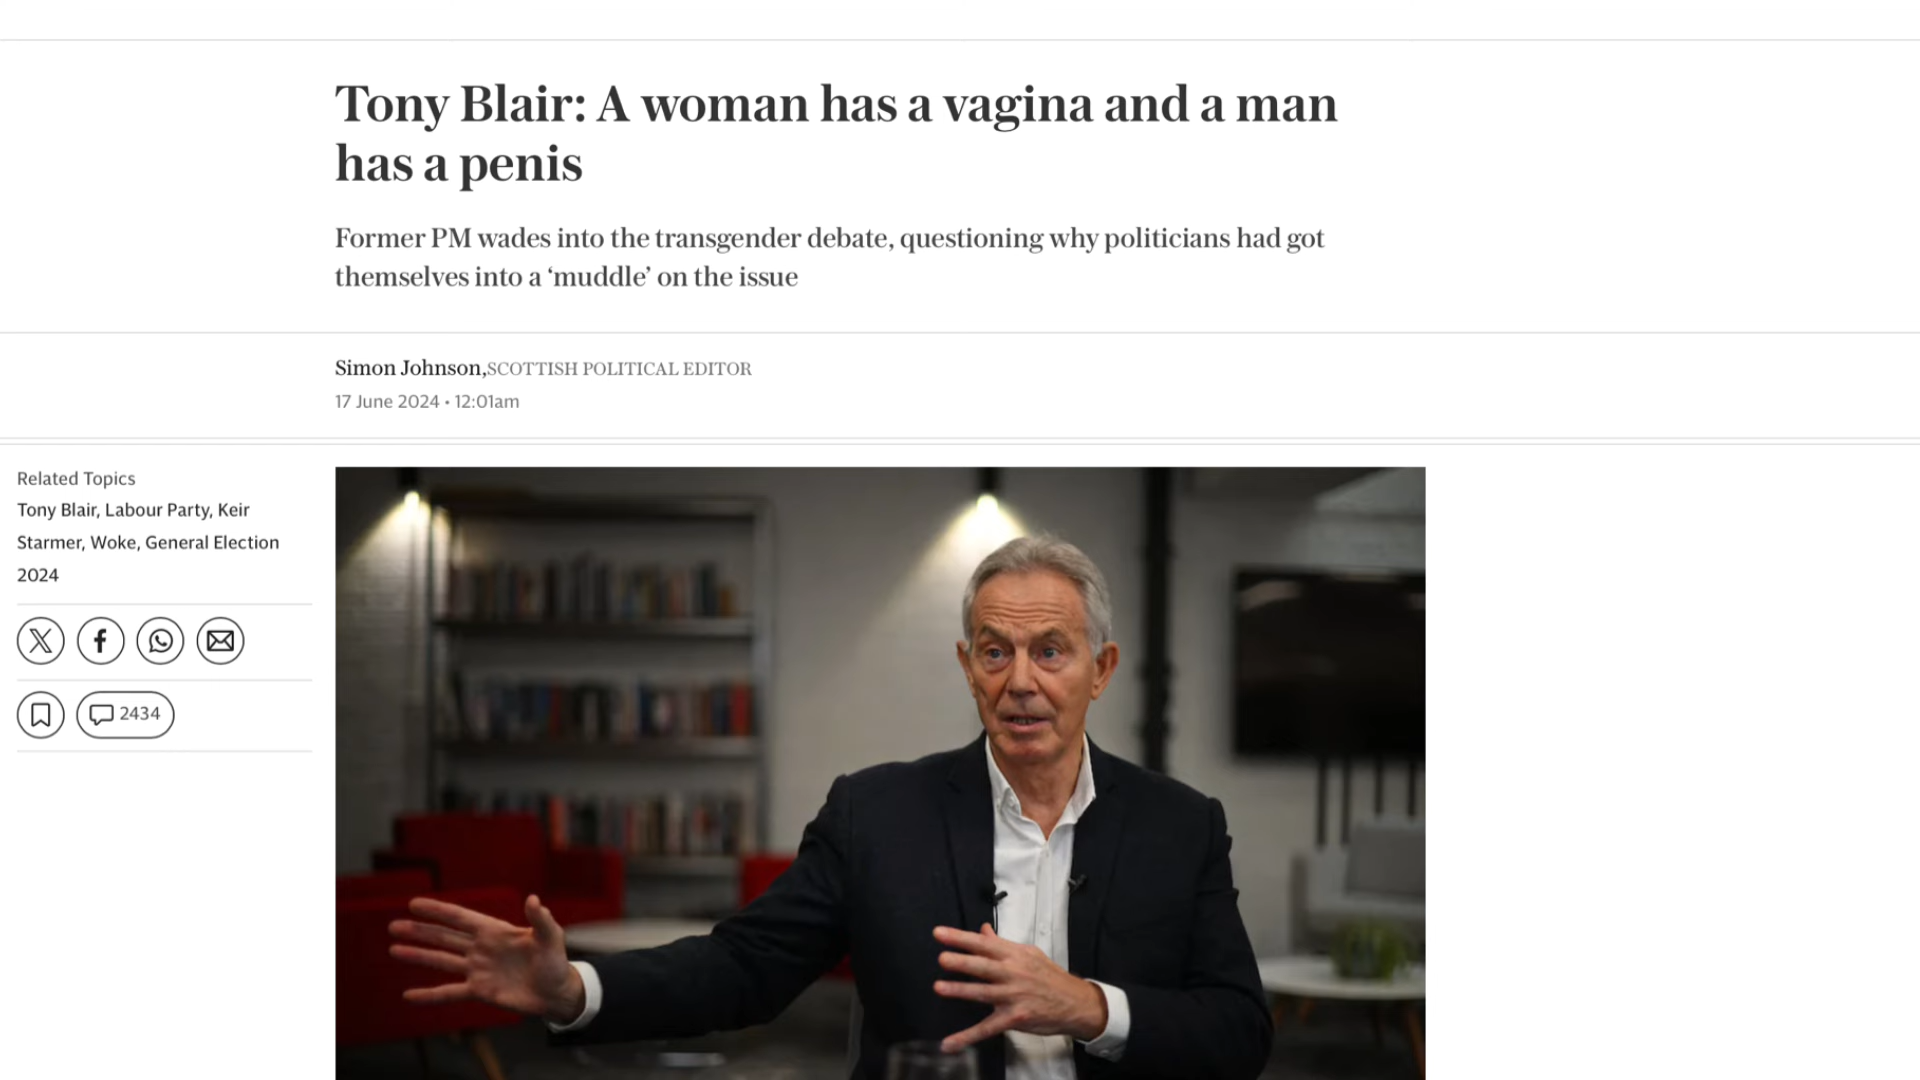 Tony Blair: A woman has a vagina and a man
has a penis
Former PM wades into the transgender debate, questioning why politicians had got
themselves into a ‘muddle’ on the issue
Simon Johnson,SCOTTISH POLITICAL EDITOR
17 June 2024 • 12:01am
Related Topics
Tony Blair, Labour Party, Keir
Starmer, Woke, General Election
2024
2434